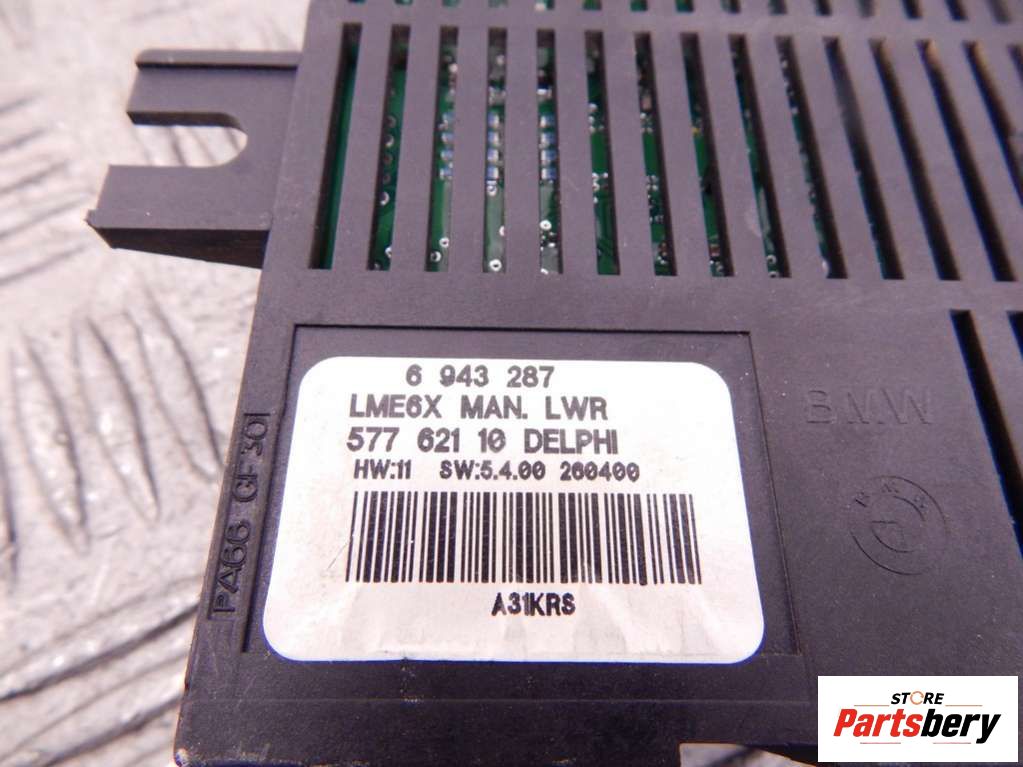 6 943 287
LME6X MAN. LWR
577 621 10 DELPHI
HW:11 SW:5.4.00 260400
A31KRS
PA66 GF30
BMW
BMW
STORE
Partsbery